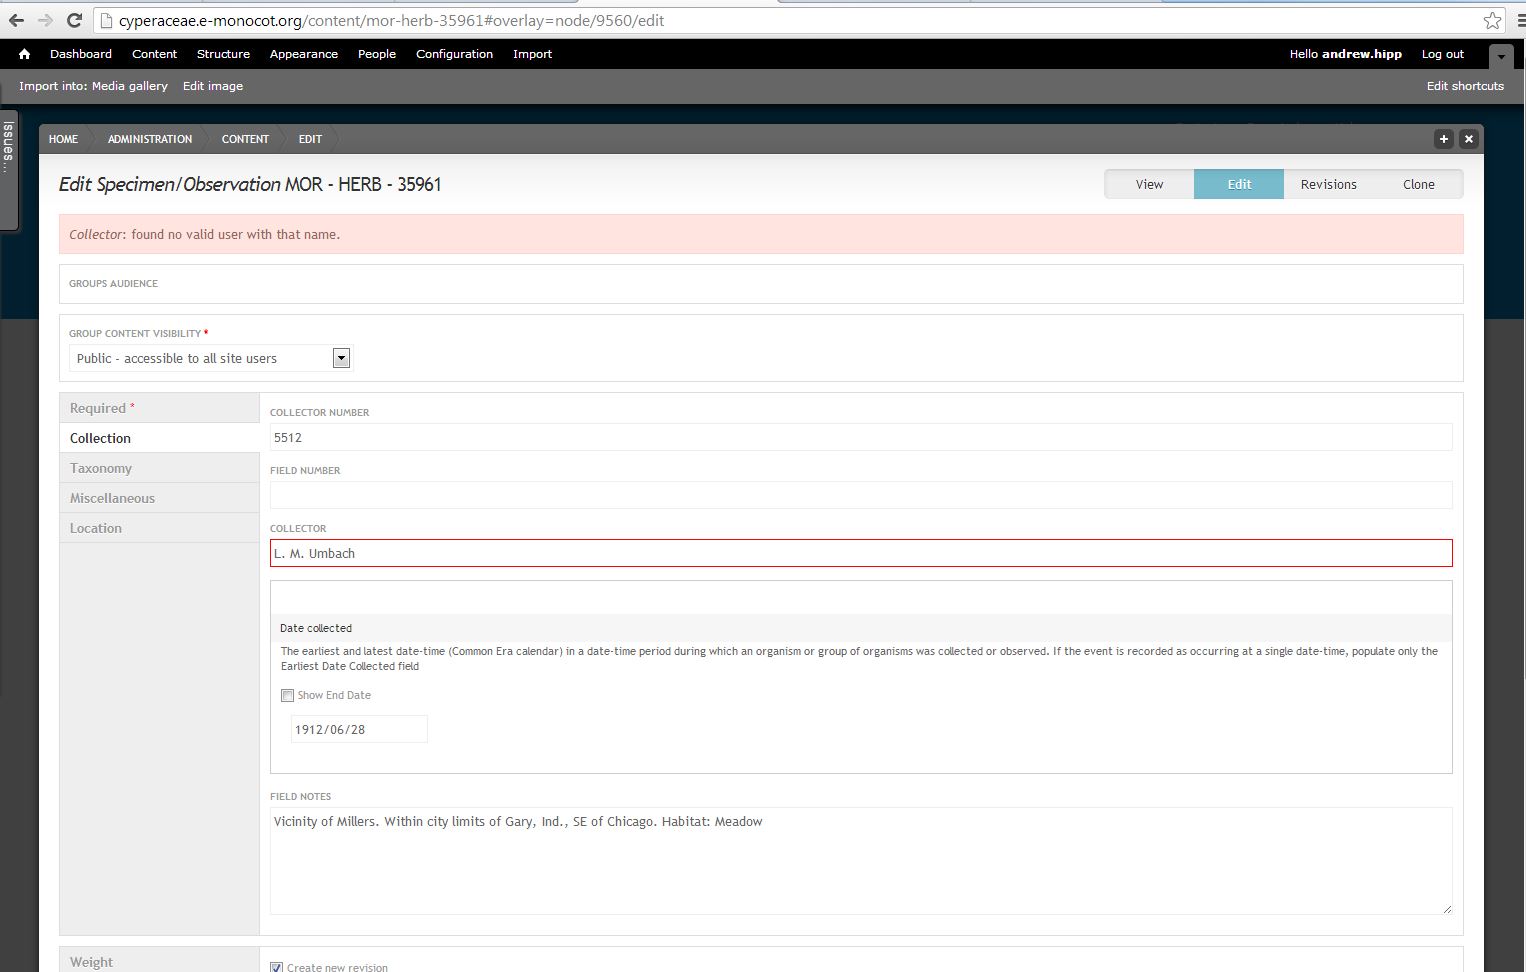 cyperaceae.e-monocot.org/content/mor-herb-35961#overlay=node/9560/edit
Dashboard Content Structure Appearance People Configuration Import Hello andrew.hipp Log out
Import into: Media gallery Edit image Edit shortcuts
Issues...
HOME ADMINISTRATION CONTENT EDIT
Edit Specimen/Observation MOR - HERB - 35961
View Edit Revisions Clone
Collector: found no valid user with that name.
GROUPS AUDIENCE
GROUP CONTENT VISIBILITY *
Public - accessible to all site users
Required *
Collection
Taxonomy
Miscellaneous
Location
COLLECTOR NUMBER
5512
FIELD NUMBER
COLLECTOR
L. M. Umbach
Date collected
The earliest and latest date-time (Common Era calendar) in a date-time period during which an organism or group of organisms was collected or observed. If the event is recorded as occurring at a single date-time, populate only the
Earliest Date Collected field
Show End Date
1912/06/28
FIELD NOTES
Vicinity of Millers. Within city limits of Gary, Ind., SE of Chicago. Habitat: Meadow
Weight
Create new revision